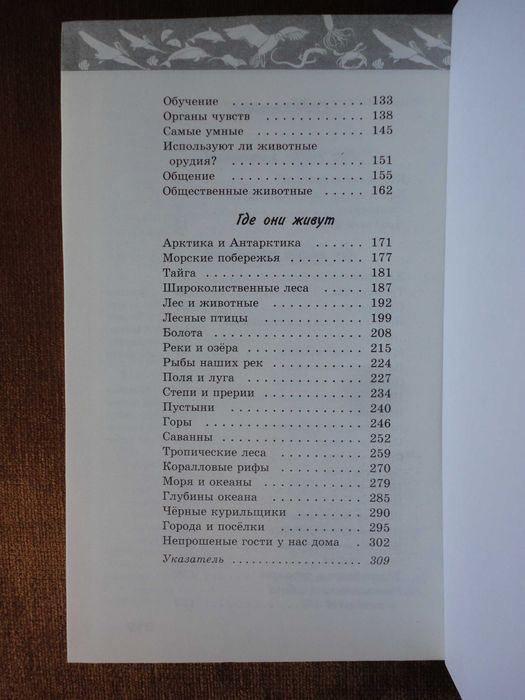 Обучение . . . . . . . . . . . . . . . . 133
Органы чувств . . . . . . . . . . . . . 138
Самые умные . . . . . . . . . . . . . . 145
Используют ли животные
орудия? . . . . . . . . . . . . . . . . 151
Общение . . . . . . . . . . . . . . . . 155
Общественные животные . . . . . 162
Где они живут
Арктика и Антарктика . . . . . . 171
Морские побережья . . . . . . . . . 177
Тайга . . . . . . . . . . . . . . . . . . . 181
Широколиственные леса . . . . . . 187
Лес и животные . . . . . . . . . . . 192
Лесные птицы . . . . . . . . . . . . . 199
Болота . . . . . . . . . . . . . . . . . . 208
Реки и озёра . . . . . . . . . . . . . . 215
Рыбы наших рек . . . . . . . . . . . 224
Поля и луга . . . . . . . . . . . . . . 227
Степи и прерии . . . . . . . . . . . . 234
Пустыни . . . . . . . . . . . . . . . . 240
Горы . . . . . . . . . . . . . . . . . . . 246
Саванны . . . . . . . . . . . . . . . . 252
Тропические леса . . . . . . . . . . 259
Коралловые рифы . . . . . . . . . . 270
Моря и океаны . . . . . . . . . . . . 279
Глубины океана . . . . . . . . . . . 285
Чёрные курильщики . . . . . . . . 290
Города и посёлки . . . . . . . . . . . 295
Непрошеные гости у нас дома . . 302
Указатель . . . . . . . . . . . . . . . . 309